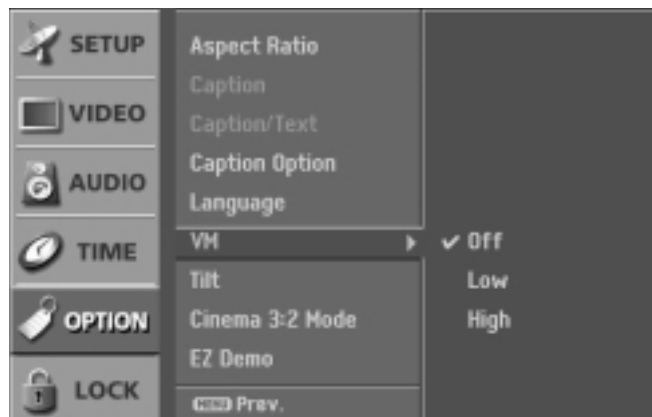 SETUP
VIDEO
AUDIO
TIME
OPTION
LOCK
Aspect Ratio
Caption
Caption/Text
Caption Option
Language
VM
Tilt
Cinema 3:2 Mode
EZ Demo
MENU Prev.
Off
Low
High